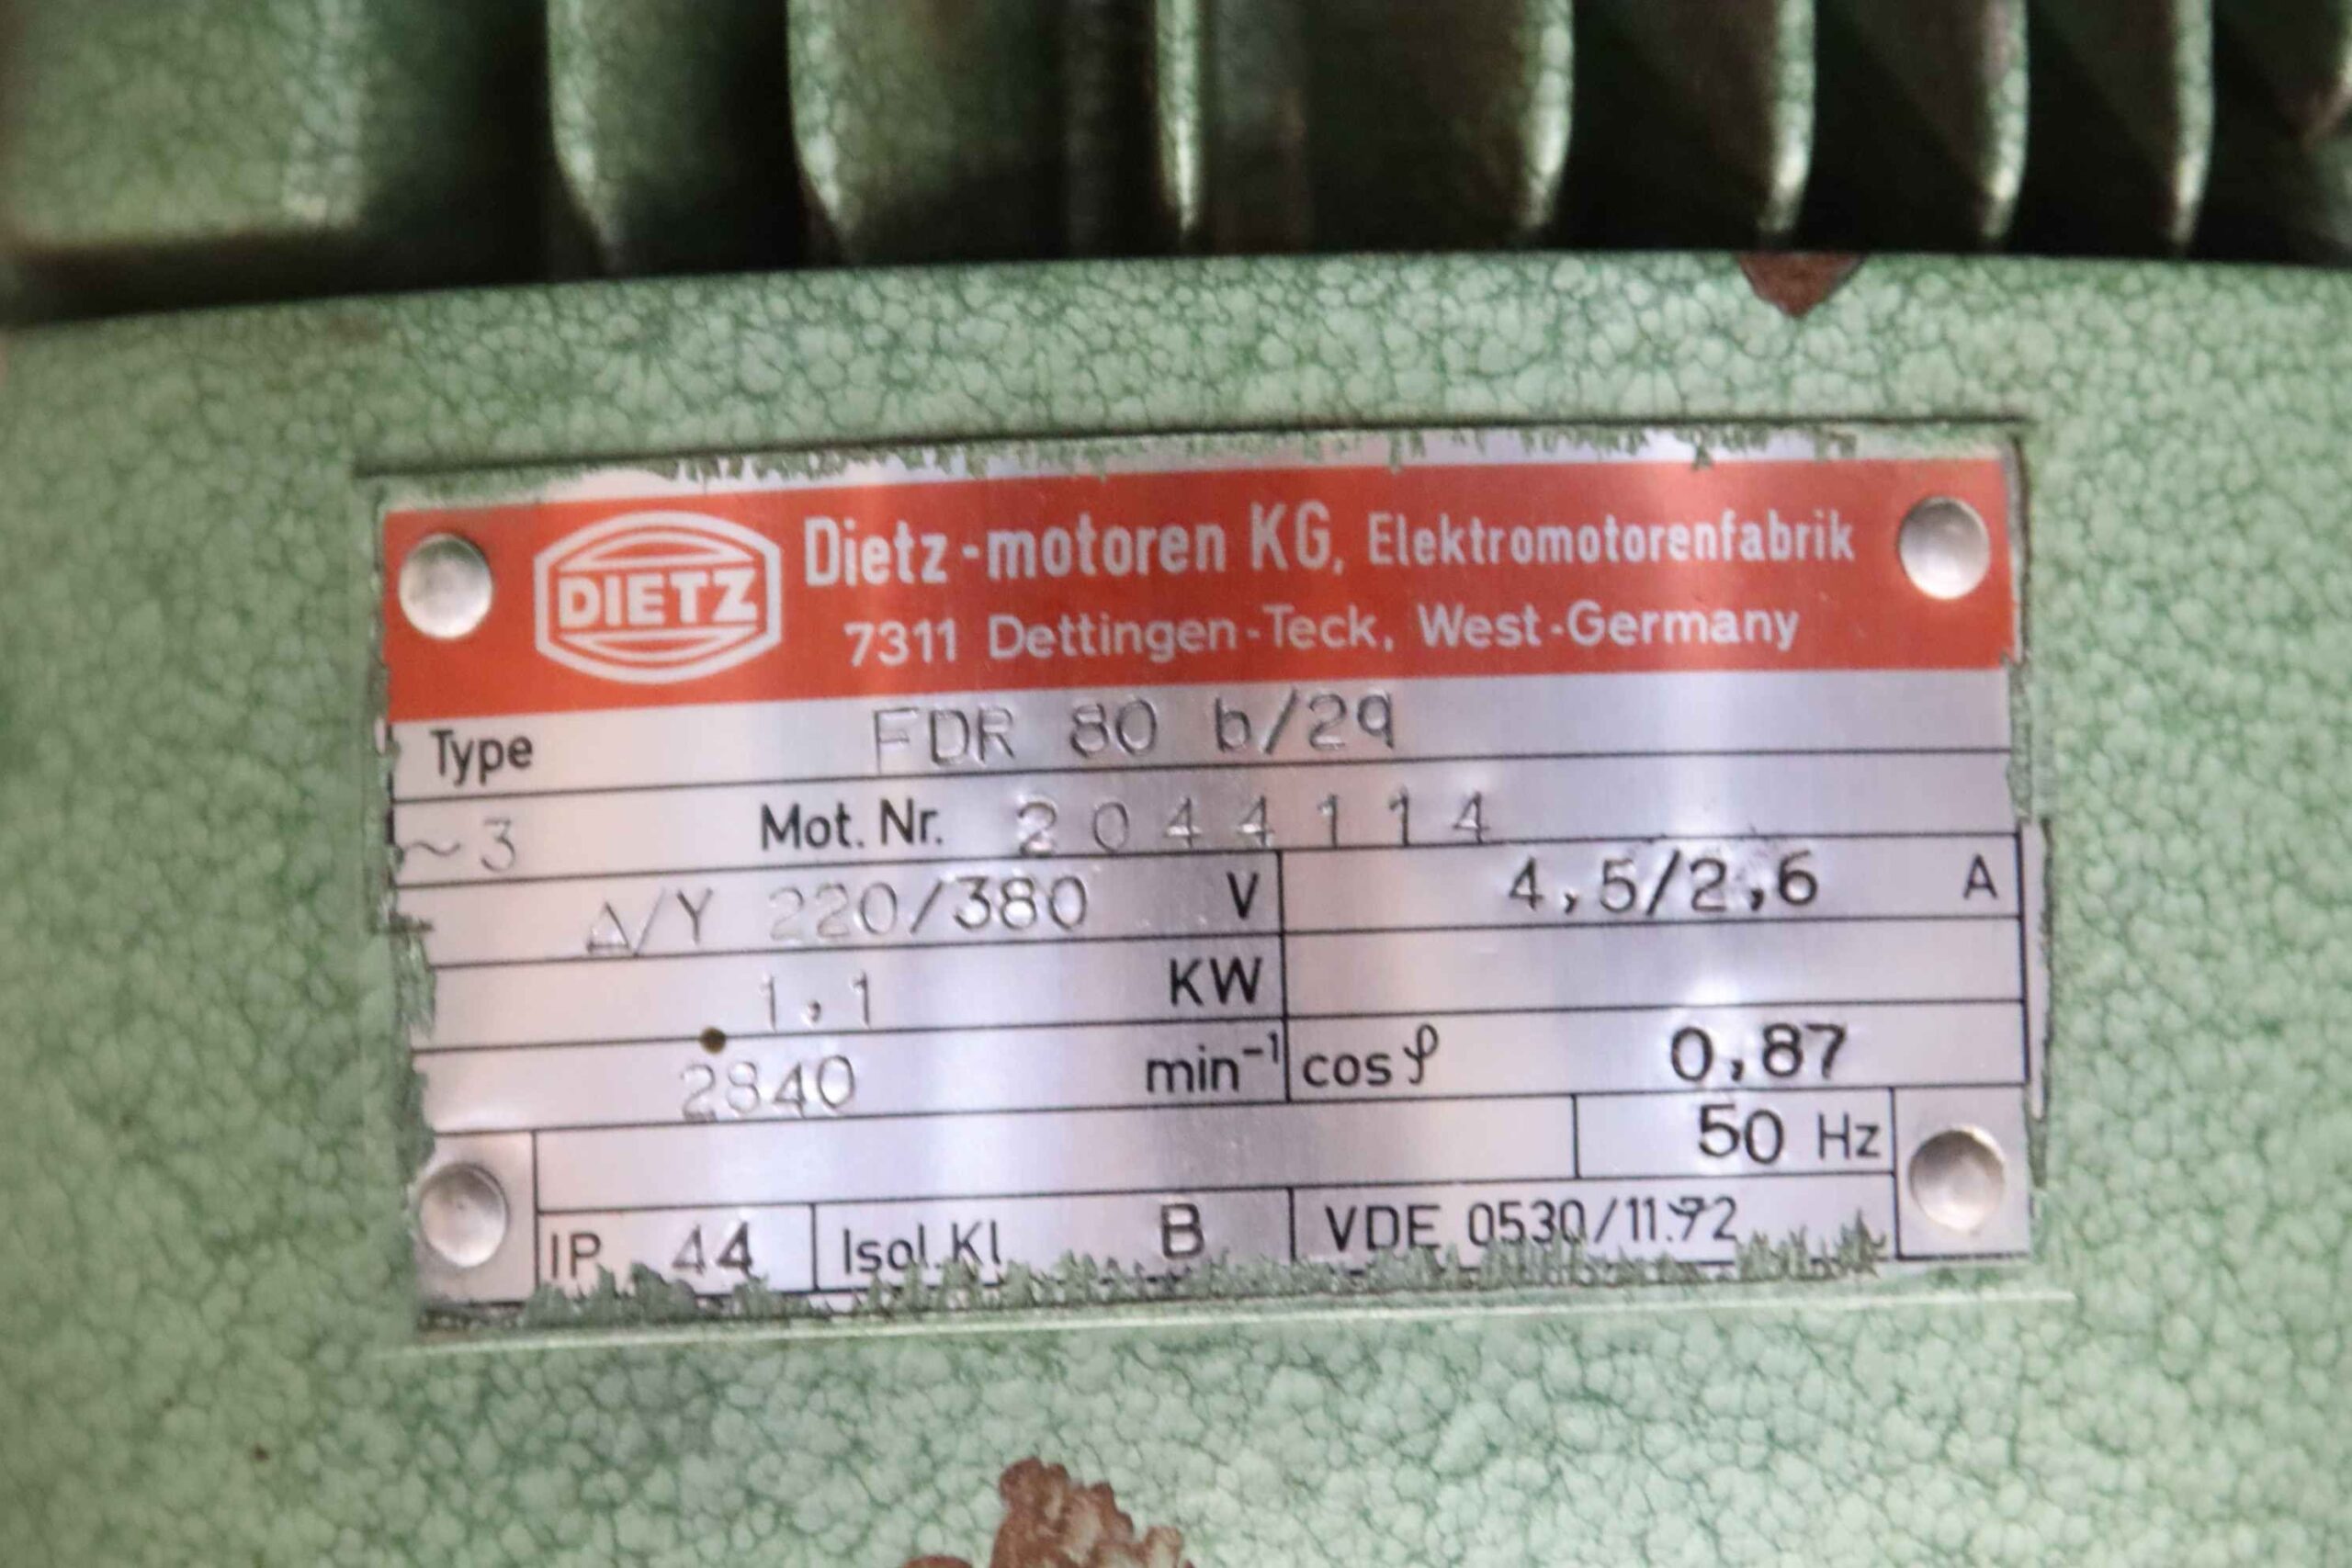 DIETZ
Dietz-motoren KG, Elektromotorenfabrik
7311 Dettingen-Teck, West-Germany
Type FDR 80 b/2q
~3 Mot. Nr. 2044114
Δ/Y 220/380 V 4,5/2,6 A
1,1 KW
2840 min⁻¹ cos φ 0,87
50 Hz
IP 44 Isol.Kl. B VDE 0530/11.72